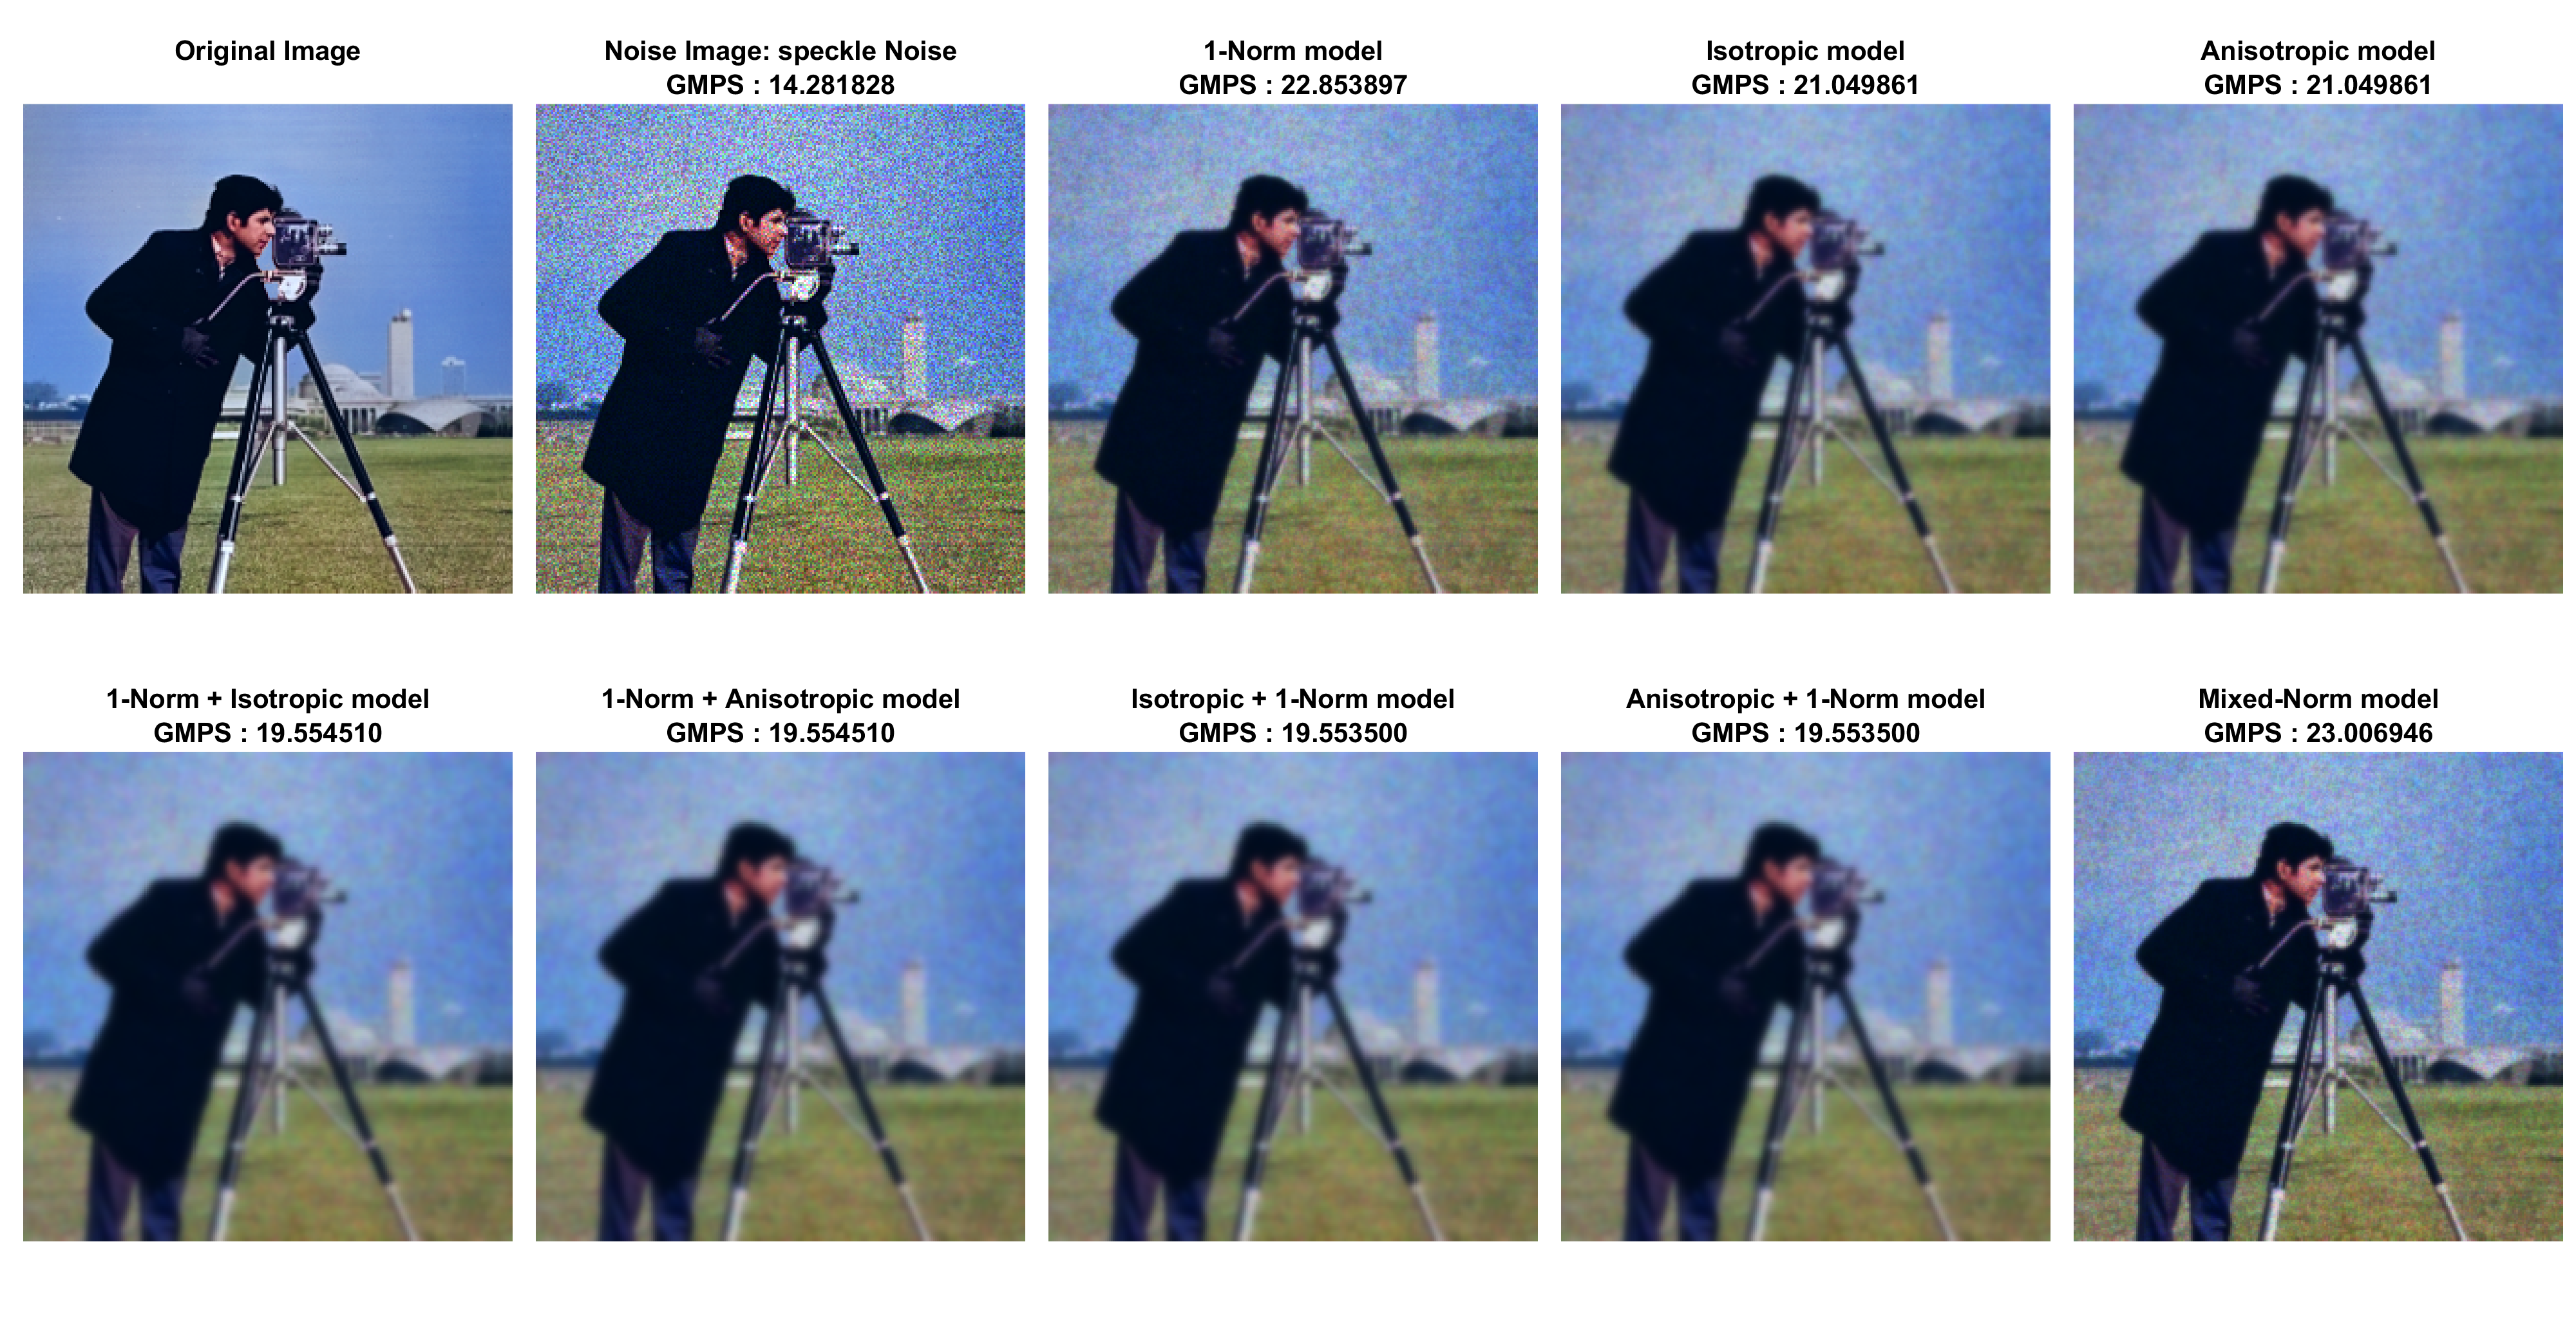 Original Image
Noise Image: speckle Noise
GMPS : 14.281828
1-Norm model
GMPS : 22.853897
Isotropic model
GMPS : 21.049861
Anisotropic model
GMPS : 21.049861
1-Norm + Isotropic model
GMPS : 19.554510
1-Norm + Anisotropic model
GMPS : 19.554510
Isotropic + 1-Norm model
GMPS : 19.553500
Anisotropic + 1-Norm model
GMPS : 19.553500
Mixed-Norm model
GMPS : 23.006946